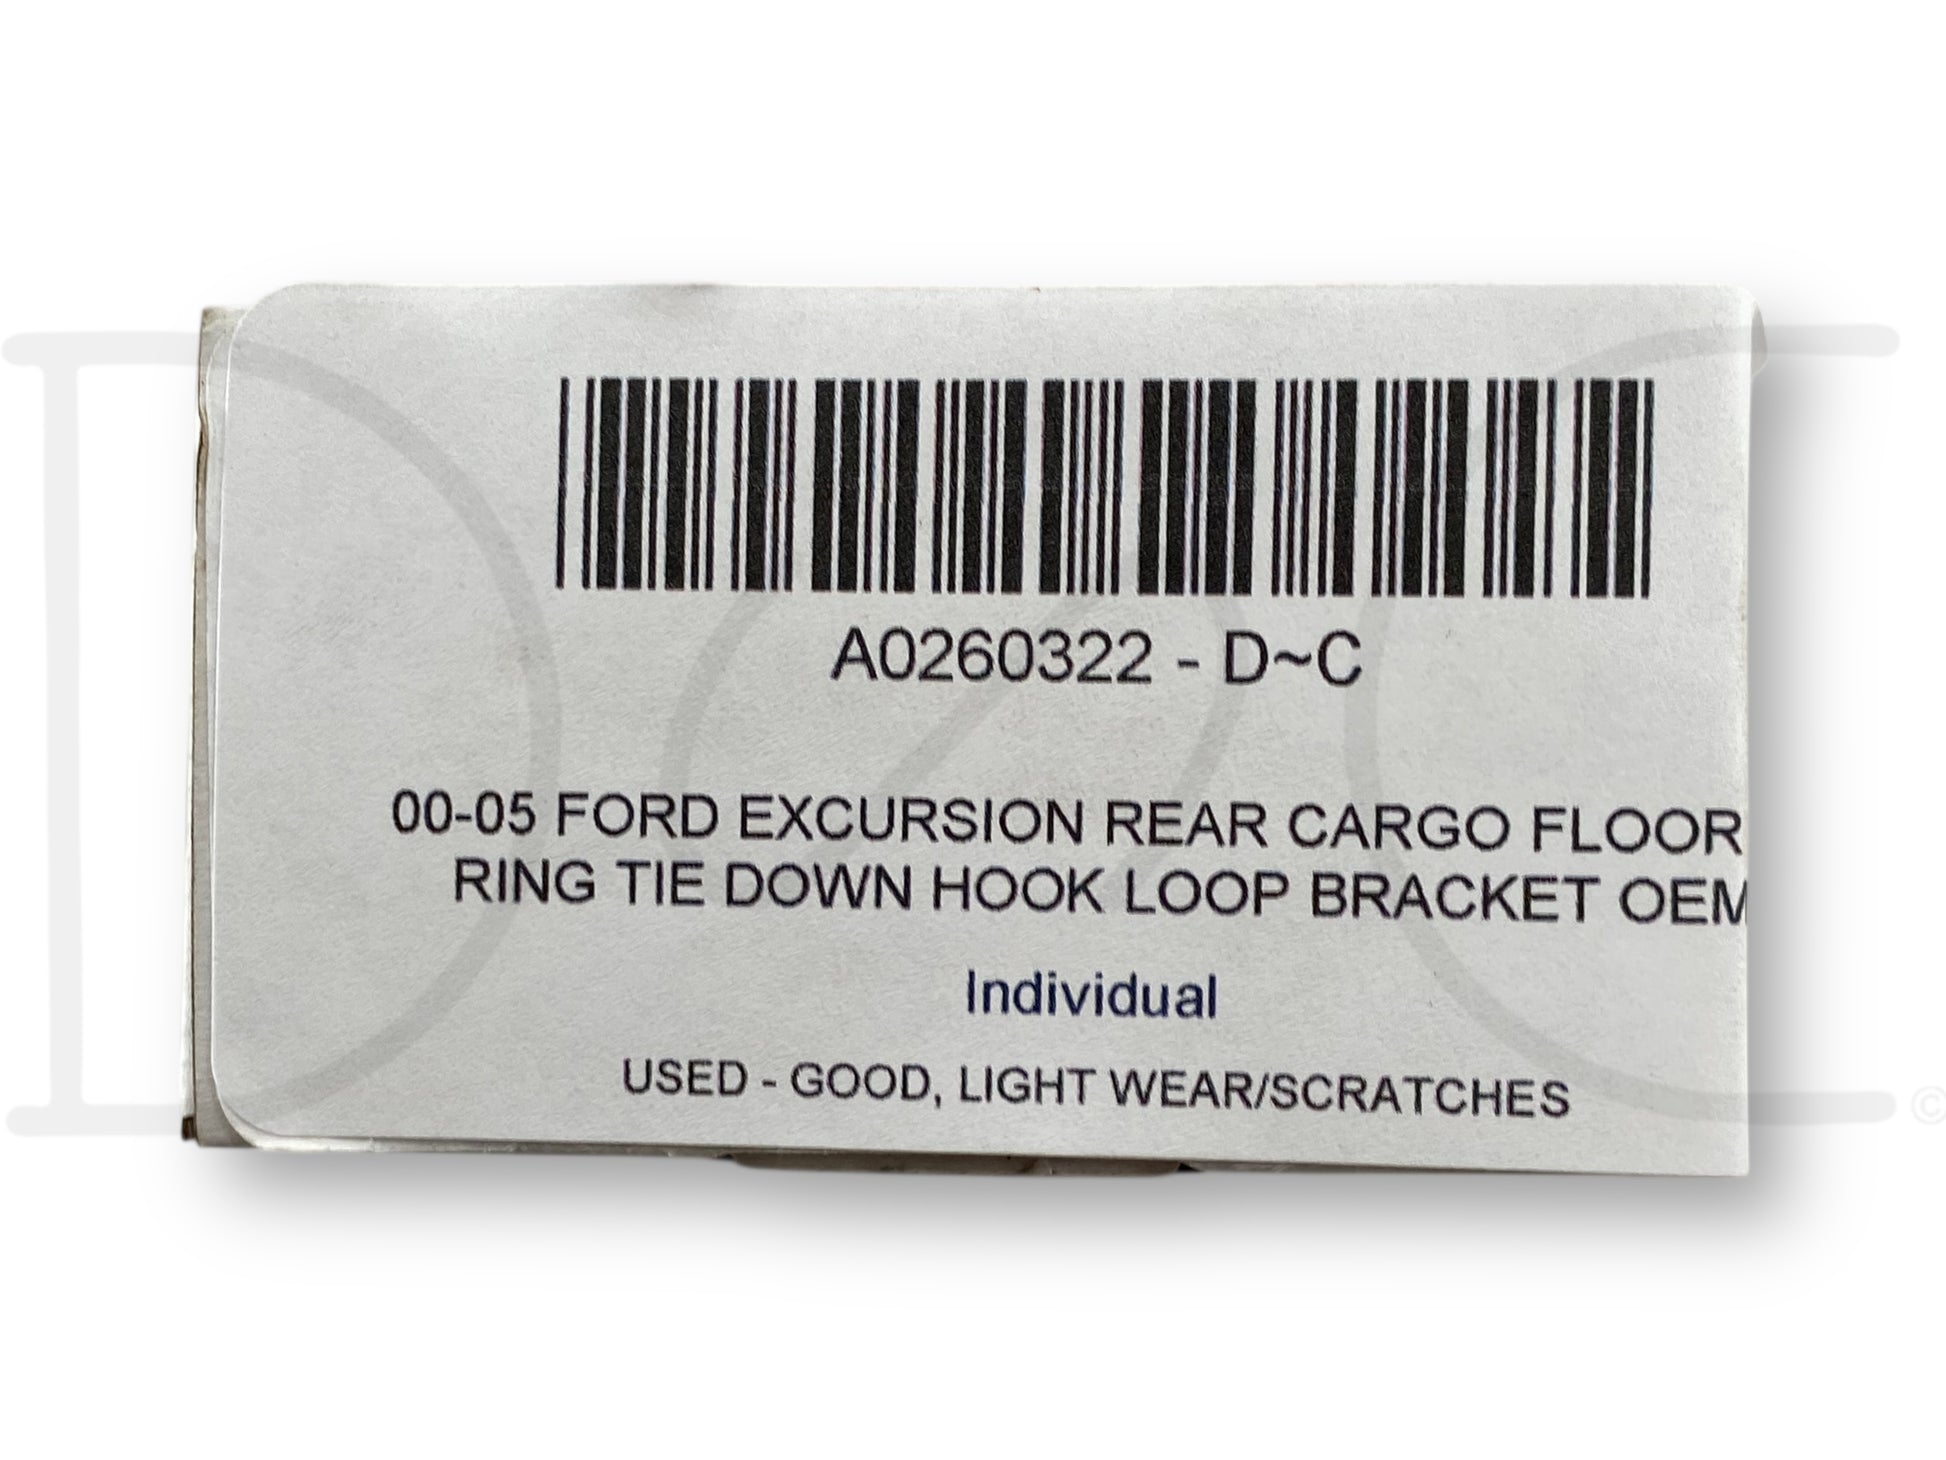 A0260322 - D~C
00-05 FORD EXCURSION REAR CARGO FLOOR
RING TIE DOWN HOOK LOOP BRACKET OEM
Individual
USED - GOOD, LIGHT WEAR/SCRATCHES
D~C
©